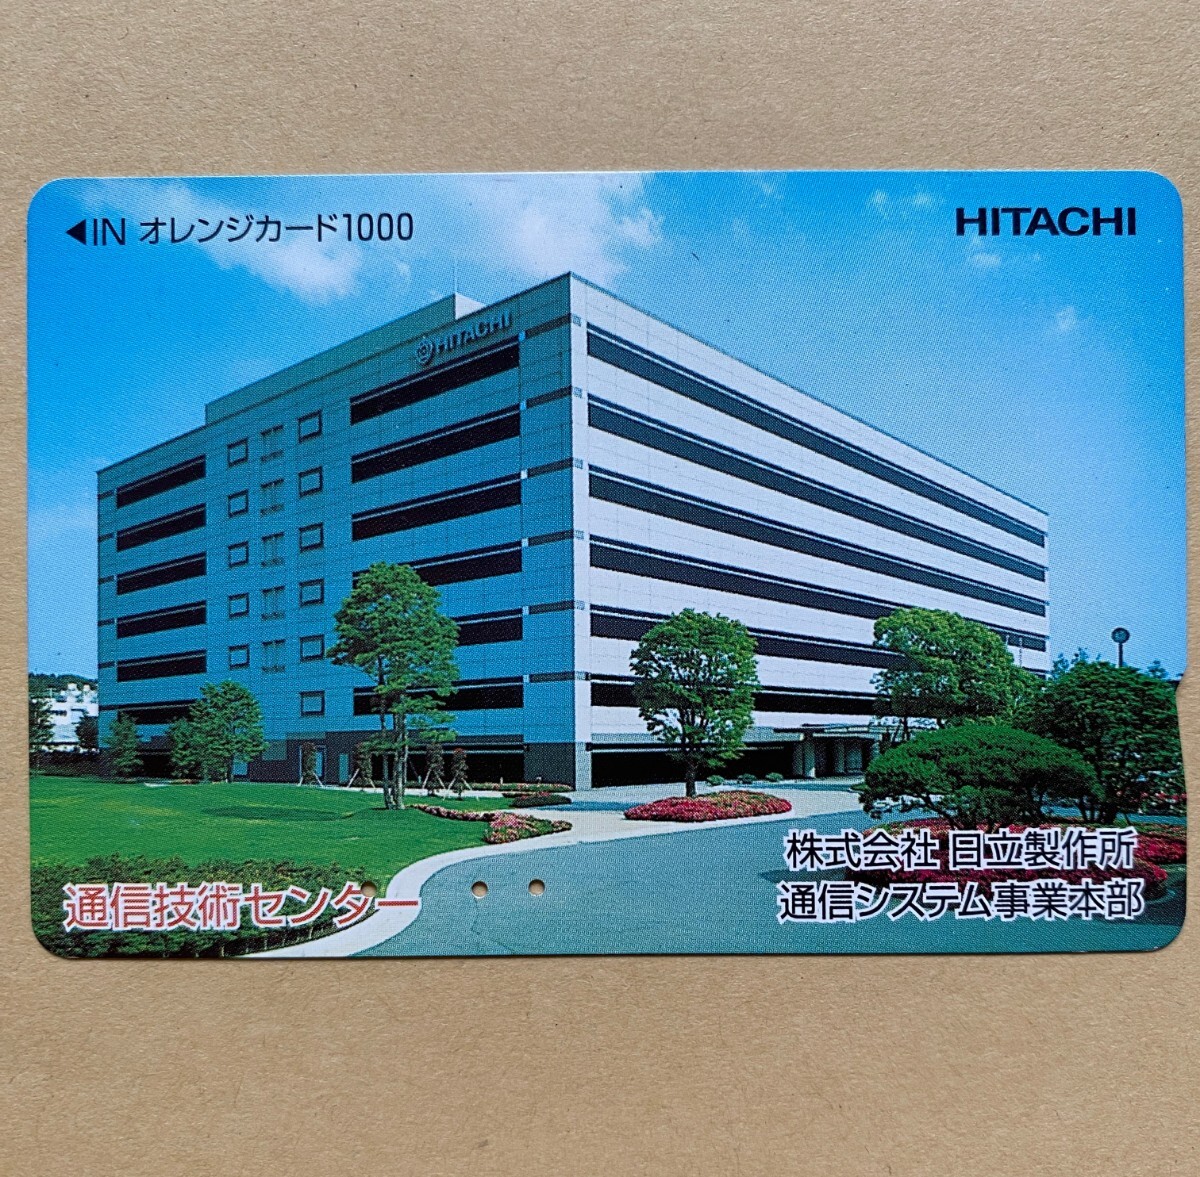 ◀IN オレンジカード1000
HITACHI
HITACHI
株式会社 日立製作所
通信システム事業本部
通信技術センター